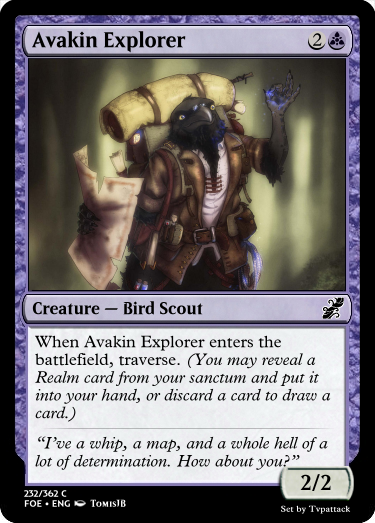 Avakin Explorer 2
Creature — Bird Scout
When Avakin Explorer enters the
battlefield, traverse. (You may reveal a
Realm card from your sanctum and put it
into your hand, or discard a card to draw a
card.)
“I’ve a whip, a map, and a whole hell of a
lot of determination. How about you?”
2/2
232/362 C
FOE • ENG TomisJB
Set by Tvpattack